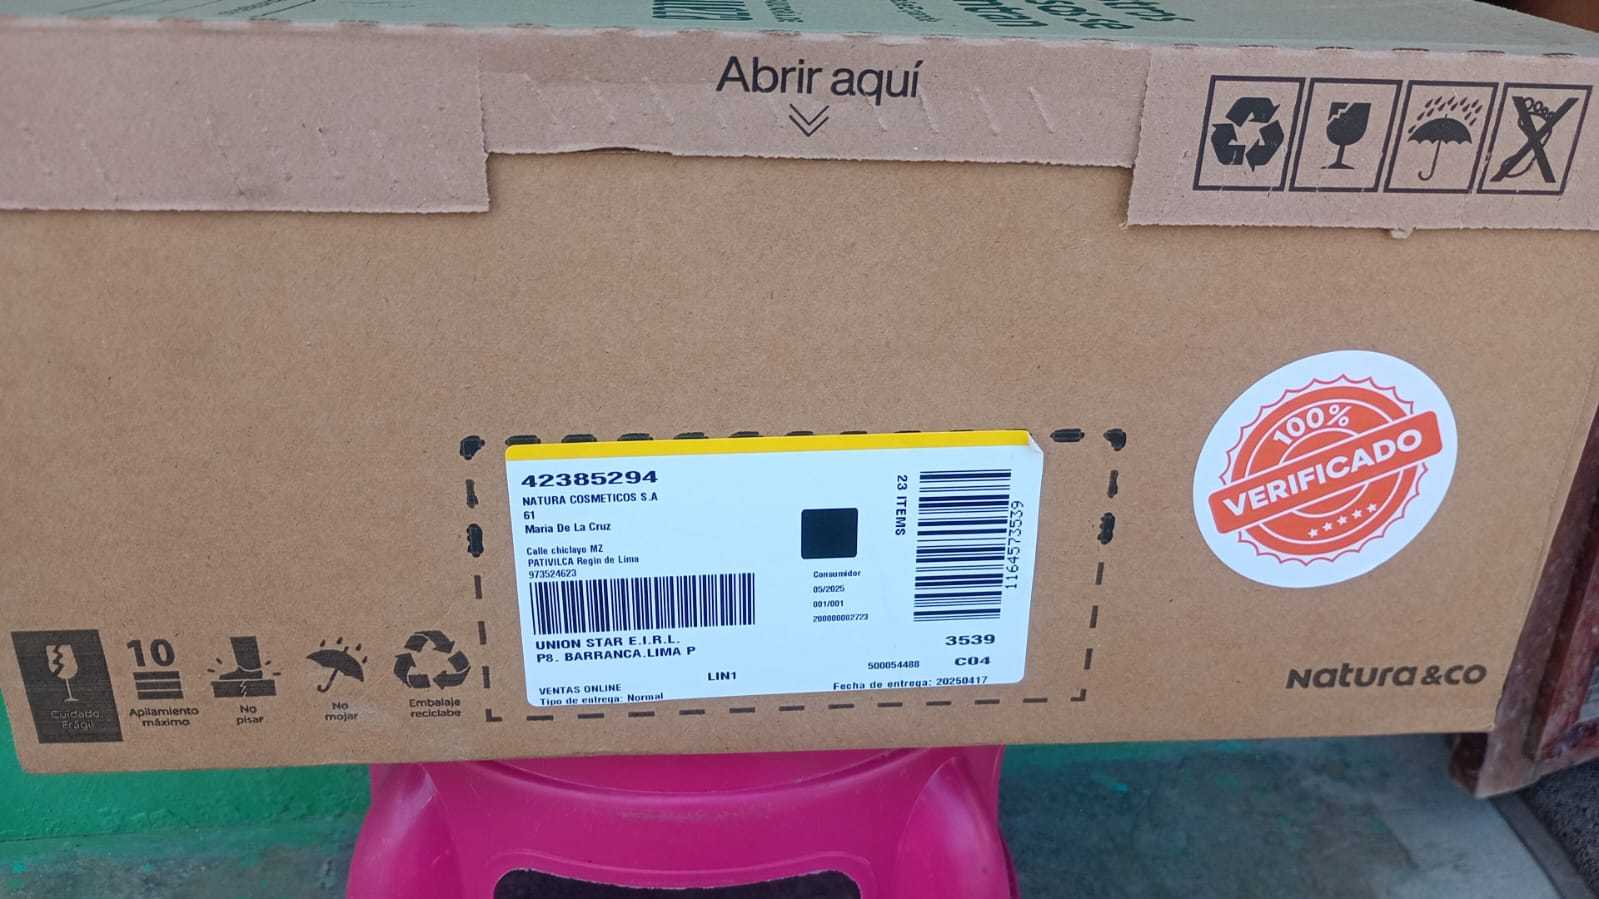 Abrir aquí
100%
VERIFICADO
42385294
NATURA COSMETICOS S.A
61
Maria De La Cruz
Calle chiclayo MZ
PATIVILCA Regin de Lima
973524623
UNION STAR E.I.R.L.
P8. BARRANCA.LIMA P
LIN1
VENTAS ONLINE
Tipo de entrega: Normal
Consumidor
05/2025
001/001
200000002723
23 ITEMS
1164573539
3539
500054488
C04
Fecha de entrega: 20250417
Natura &co
Cuidado
Frágil
10
Apilamiento
máximo
No
pisar
No
mojar
Embalaje
reciclabe